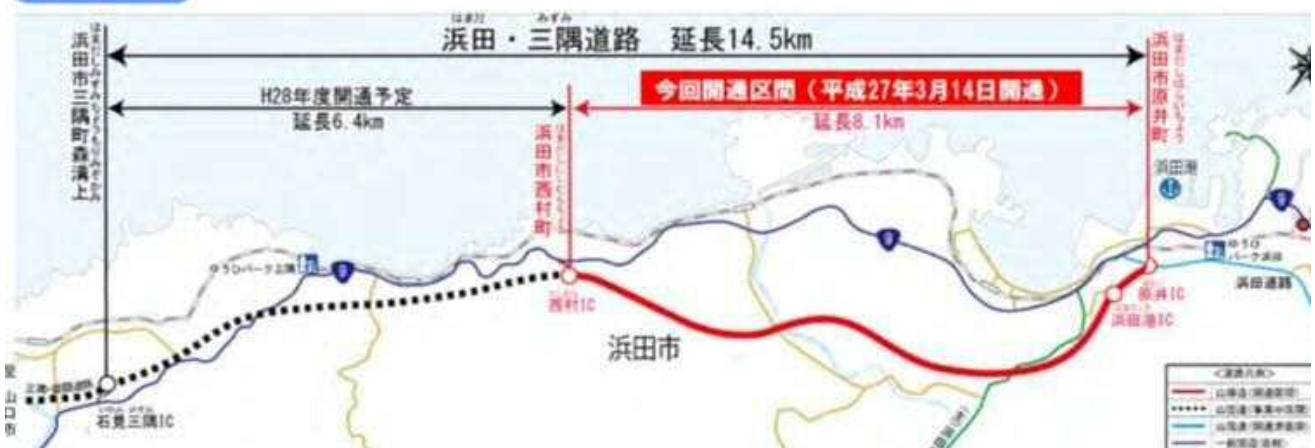 はまだ みすみ
浜田・三隅道路 延長14.5km
H28年度開通予定
延長6.4km
今回開通区間（平成27年3月14日開通）
延長8.1km
浜田市三隅町森溝上
浜田市西村町
浜田市原井町
浜田港
ゆうひパーク三隅
9
9
9
ゆうひ
パーク浜田
浜田道路
西村IC
原井IC
浜田港IC
浜田市
石見三隅IC
山口市